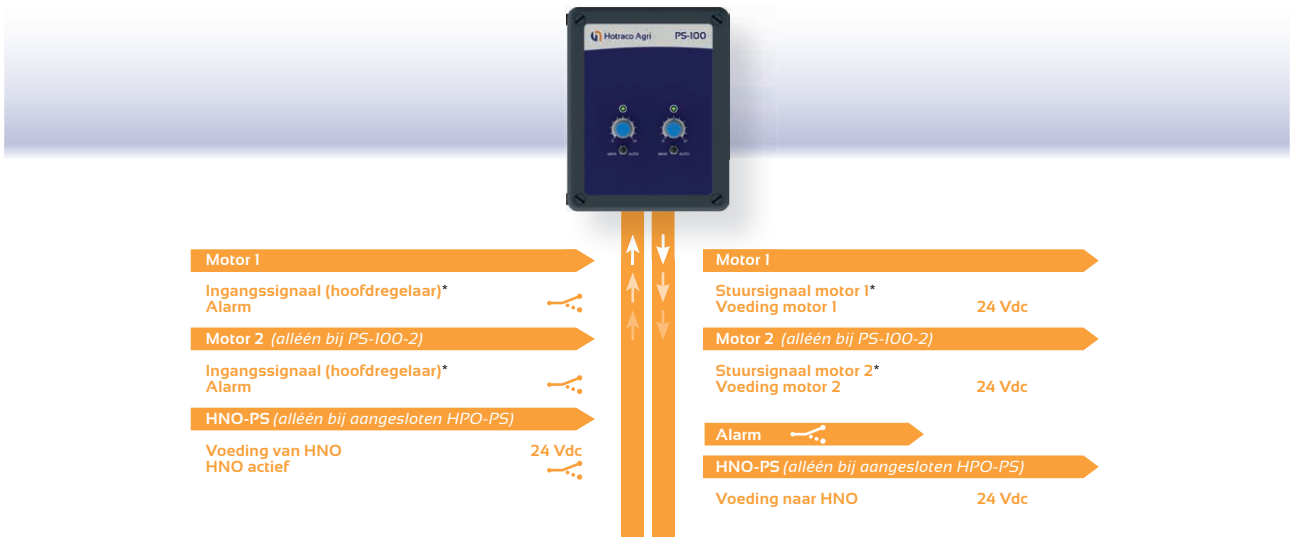 Hotraco Agri PS-100
AUTO AUTO
Motor 1
Ingangssignaal (hoofdregelaar)*
Alarm
Motor 2 (alléén bij PS-100-2)
Ingangssignaal (hoofdregelaar)*
Alarm
HNO-PS (alléén bij aangesloten HPO-PS)
Voeding van HNO 24 Vdc
HNO actief
Motor 1
Stuursignaal motor 1*
Voeding motor 1 24 Vdc
Motor 2 (alléén bij PS-100-2)
Stuursignaal motor 2*
Voeding motor 2 24 Vdc
Alarm
HNO-PS (alléén bij aangesloten HPO-PS)
Voeding naar HNO 24 Vdc